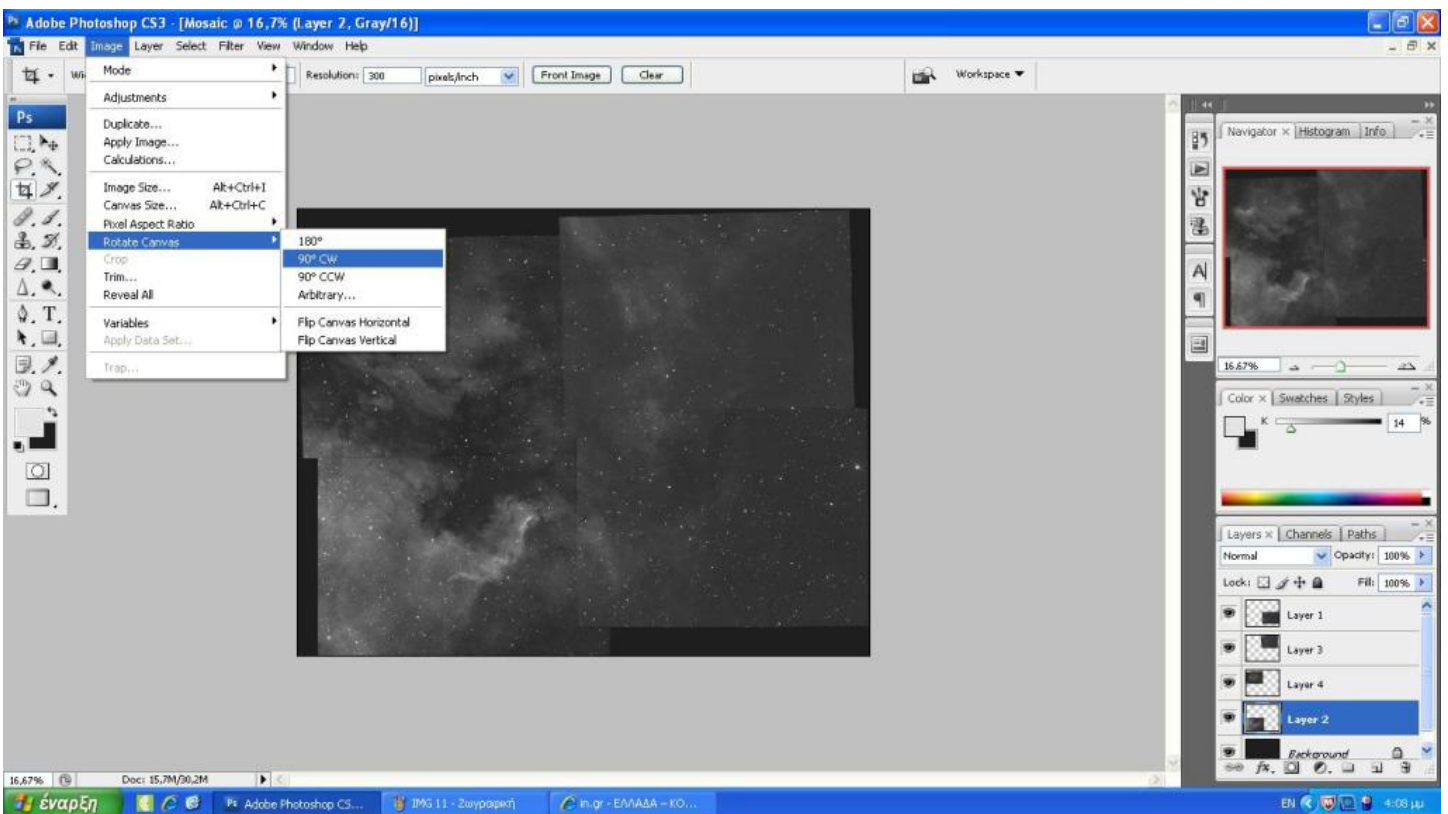 Adobe Photoshop CS3 - [Mosaic @ 16,7% (Layer 2, Gray/16)]
File Edit Image Layer Select Filter View Window Help
Resolution: 300 pixels/inch Front Image Clear Workspace
Mode
Adjustments
Duplicate...
Apply Image...
Calculations...
Image Size... Alt+Ctrl+I
Canvas Size... Alt+Ctrl+C
Pixel Aspect Ratio
Rotate Canvas
Crop
Trim...
Reveal All
Variables
Apply Data Set...
Trap...
180°
90° CW
90° CCW
Arbitrary...
Flip Canvas Horizontal
Flip Canvas Vertical
Ps
Navigator × Histogram Info
16.67%
Color × Swatches Styles
K 14 %
Layers × Channels Paths
Normal Opacity: 100%
Lock: Fill: 100%
Layer 1
Layer 3
Layer 4
Layer 2
Background
16,67% Doc: 15,7M/30,2M
έναρξη Ps Adobe Photoshop CS... IMG 11 - Ζωγραφική in.gr - ΕΛΛΑΔΑ – ΚΟ... EN 4:08 μμ